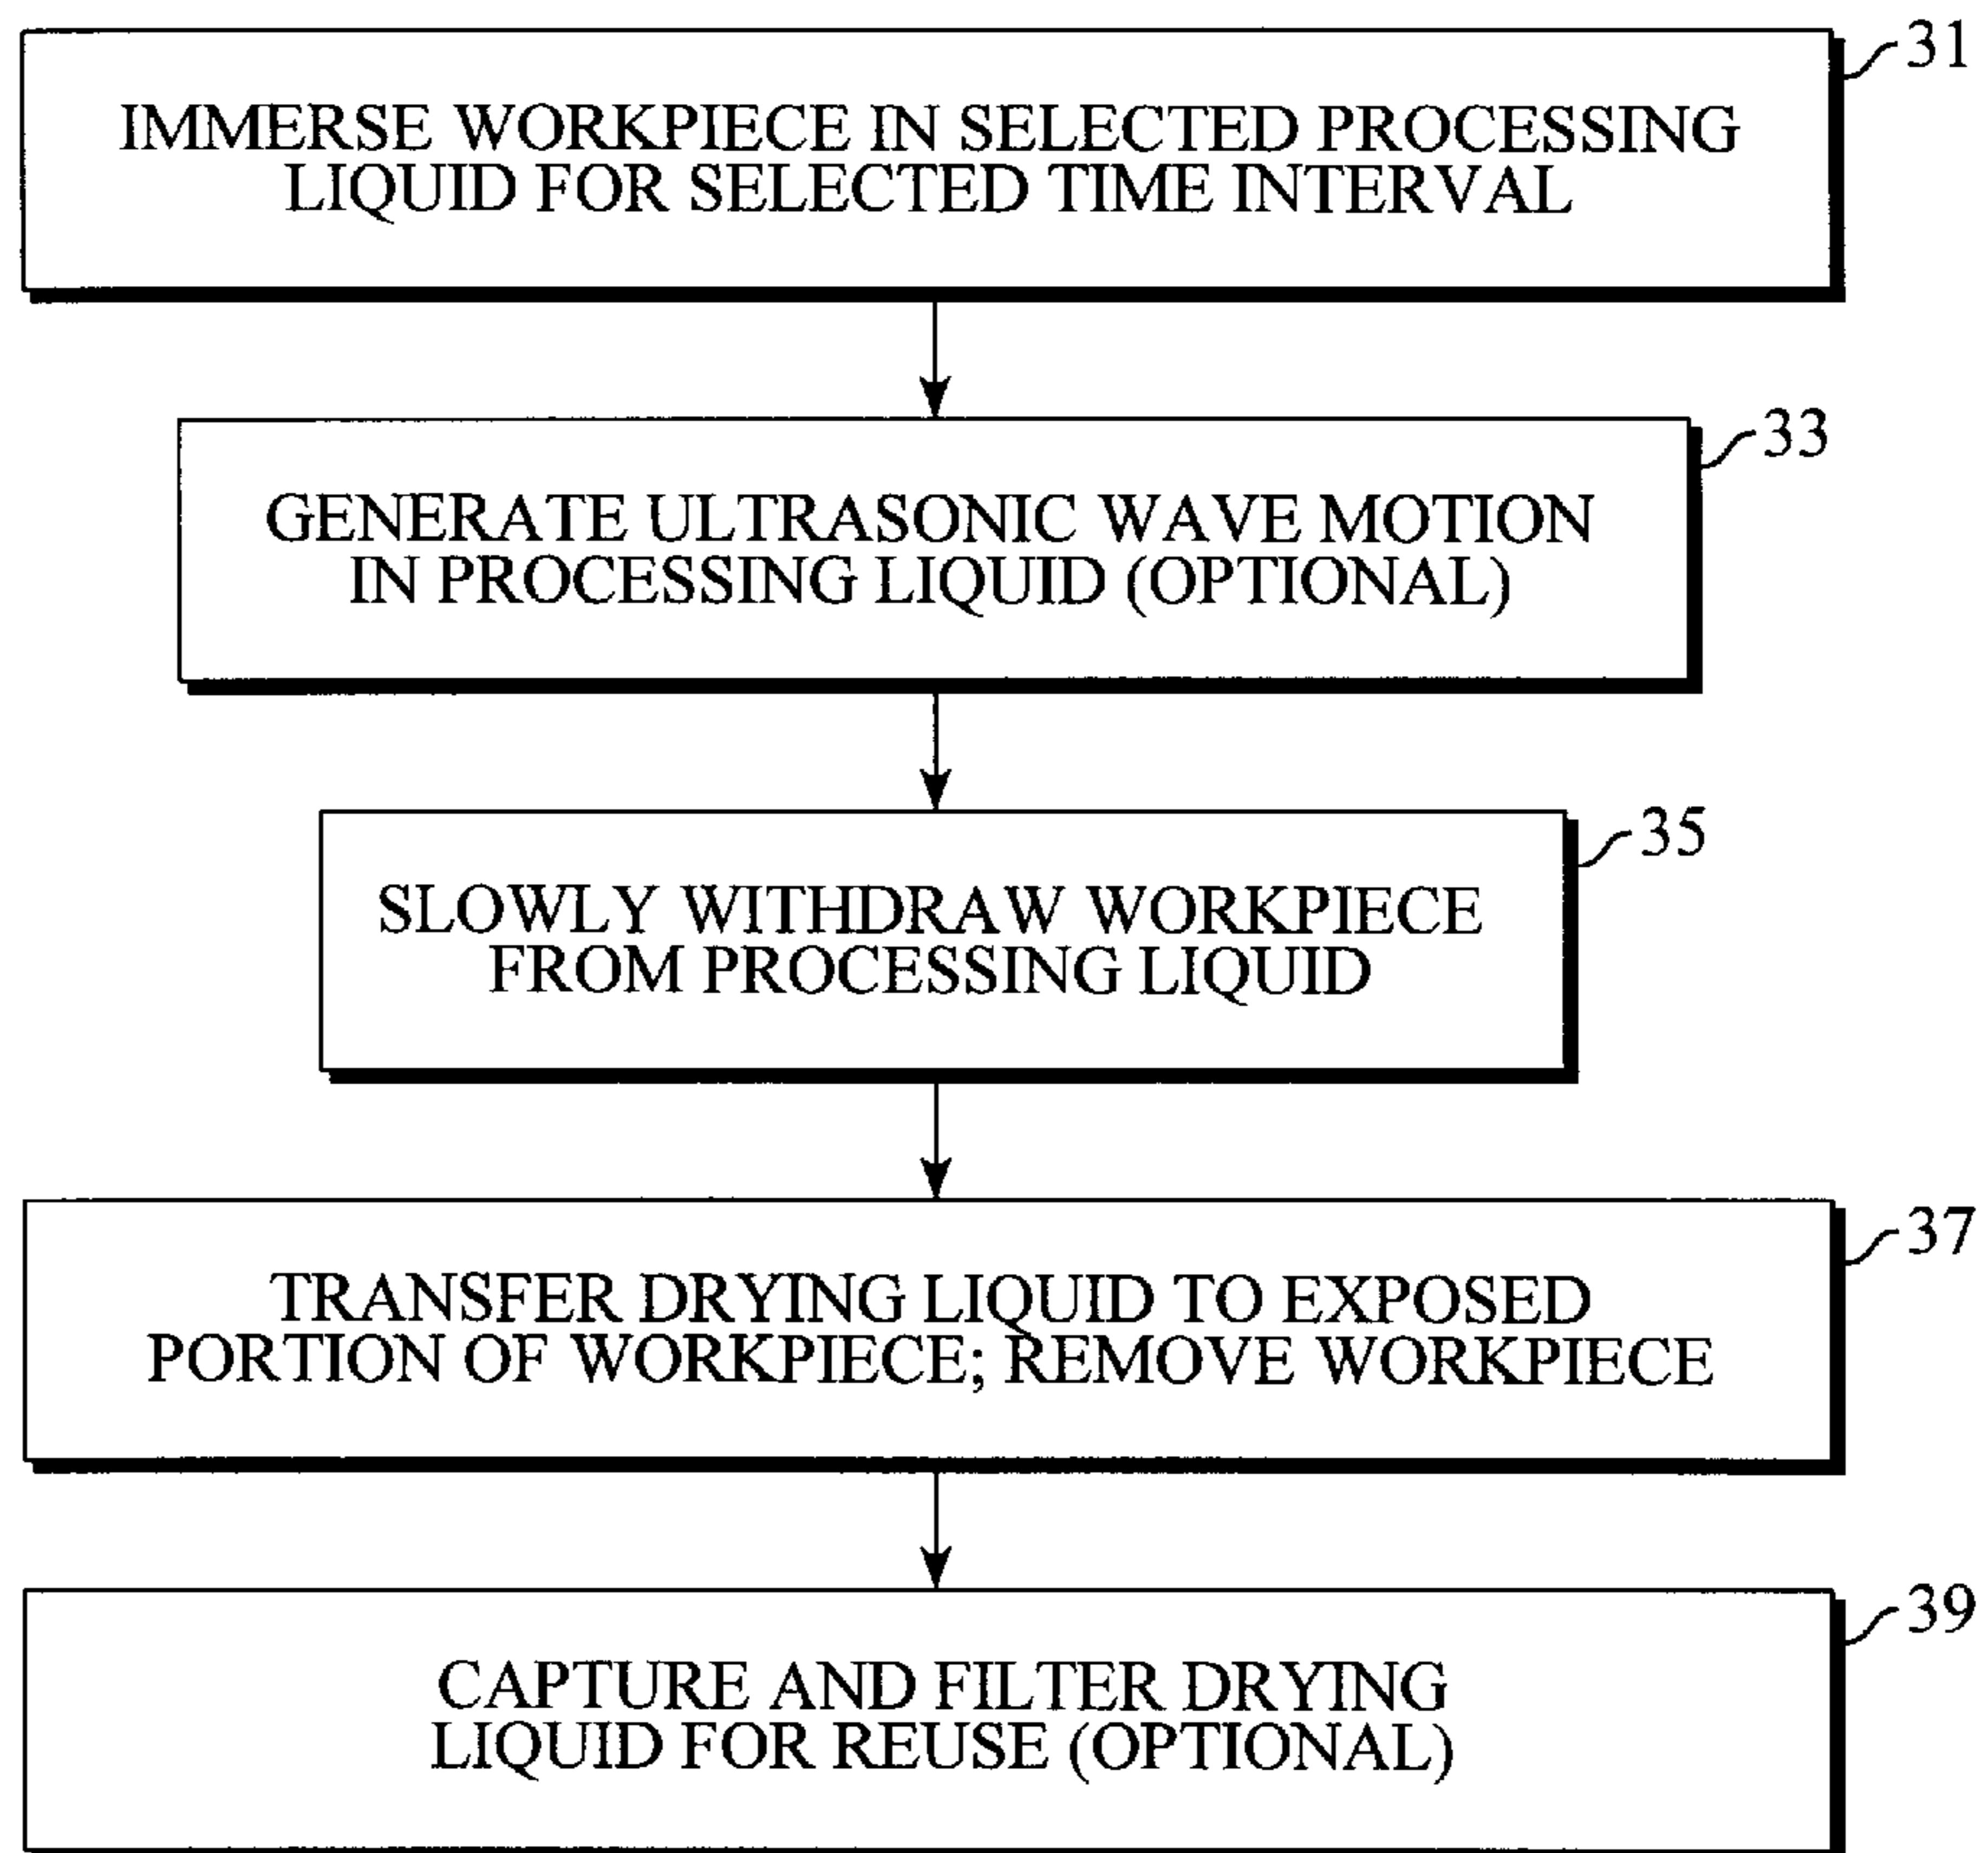 31
IMMERSE WORKPIECE IN SELECTED PROCESSING
LIQUID FOR SELECTED TIME INTERVAL
33
GENERATE ULTRASONIC WAVE MOTION
IN PROCESSING LIQUID (OPTIONAL)
35
SLOWLY WITHDRAW WORKPIECE
FROM PROCESSING LIQUID
37
TRANSFER DRYING LIQUID TO EXPOSED
PORTION OF WORKPIECE; REMOVE WORKPIECE
39
CAPTURE AND FILTER DRYING
LIQUID FOR REUSE (OPTIONAL)